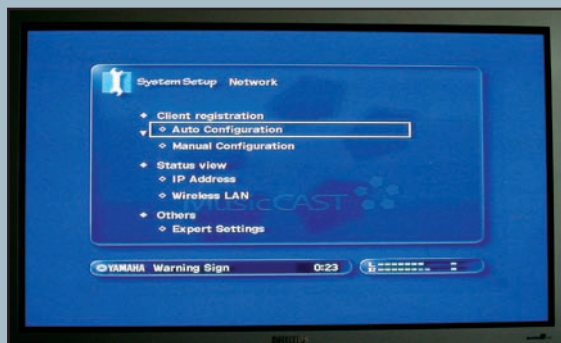 System Setup Network
Client registration
Auto Configuration
Manual Configuration
Status view
IP Address
Wireless LAN
MusicCAST
Others
Expert Settings
YAMAHA Warning Sign 0:23